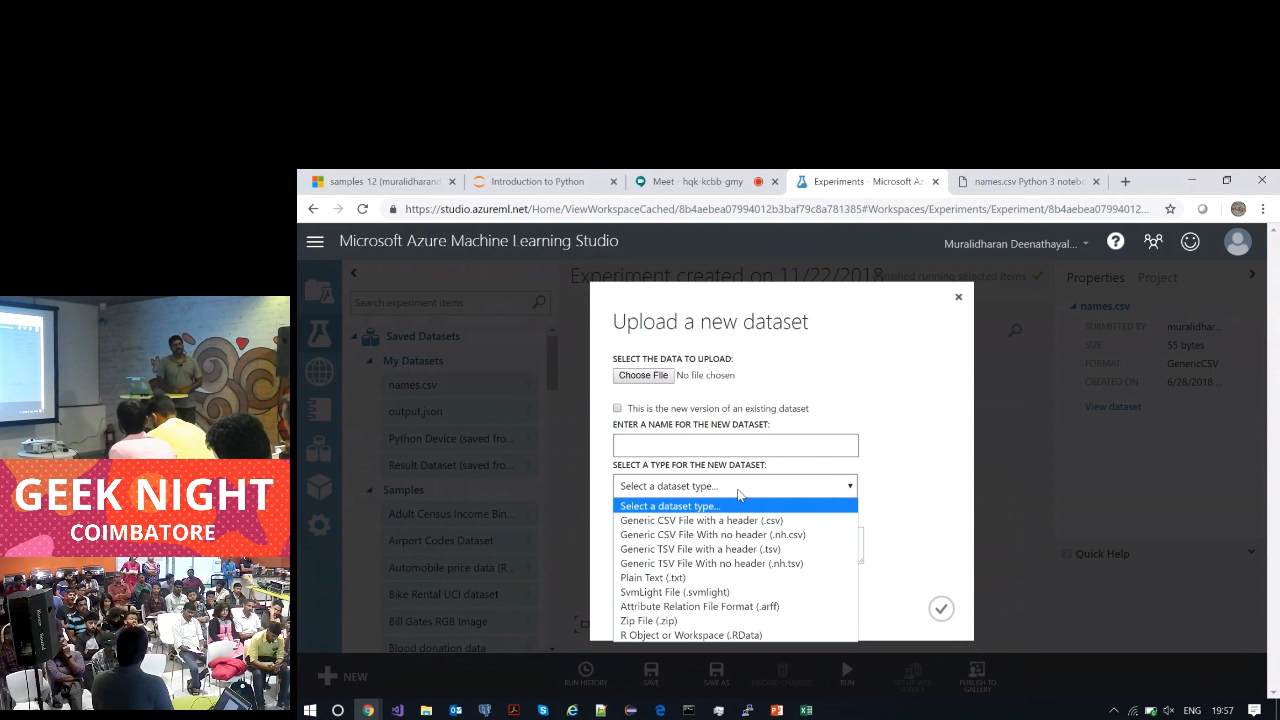 samples-12 (muralidharand
Introduction to Python
Meet - hqk-kcbb-gmy
Experiments - Microsoft Az
names.csv Python 3 notebo
https://studio.azureml.net/Home/ViewWorkspaceCached/8b4aebea07994012b3baf79c8a781385#Workspaces/Experiments/Experiment/8b4aebea07994012...
Microsoft Azure Machine Learning Studio
Muralidharan Deenathayal...
Experiment created on 11/22/2018
running selected items
Properties
Project
Search experiment items
Saved Datasets
My Datasets
names.csv
output.json
Python Device (saved fro...
Result Dataset (saved fro...
Samples
Adult Census Income Bin...
Airport Codes Dataset
Automobile price data (R...
Bike Rental UCI dataset
Bill Gates RGB Image
Blood donation data
Upload a new dataset
SELECT THE DATA TO UPLOAD:
Choose File No file chosen
This is the new version of an existing dataset
ENTER A NAME FOR THE NEW DATASET:
SELECT A TYPE FOR THE NEW DATASET:
Select a dataset type...
Select a dataset type...
Generic CSV File with a header (.csv)
Generic CSV File With no header (.nh.csv)
Generic TSV File with a header (.tsv)
Generic TSV File With no header (.nh.tsv)
Plain Text (.txt)
SvmLight File (.svmlight)
Attribute Relation File Format (.arff)
Zip File (.zip)
R Object or Workspace (.RData)
names.csv
SUBMITTED BY muralidhar...
SIZE 55 bytes
FORMAT GenericCSV
CREATED ON 6/28/2018 ...
View dataset
Quick Help
NEW
RUN HISTORY
SAVE
SAVE AS
DISCARD CHANGES
RUN
SET UP WEB SERVICE
PUBLISH TO GALLERY
ENG 19:57
GEEK NIGHT
COIMBATORE